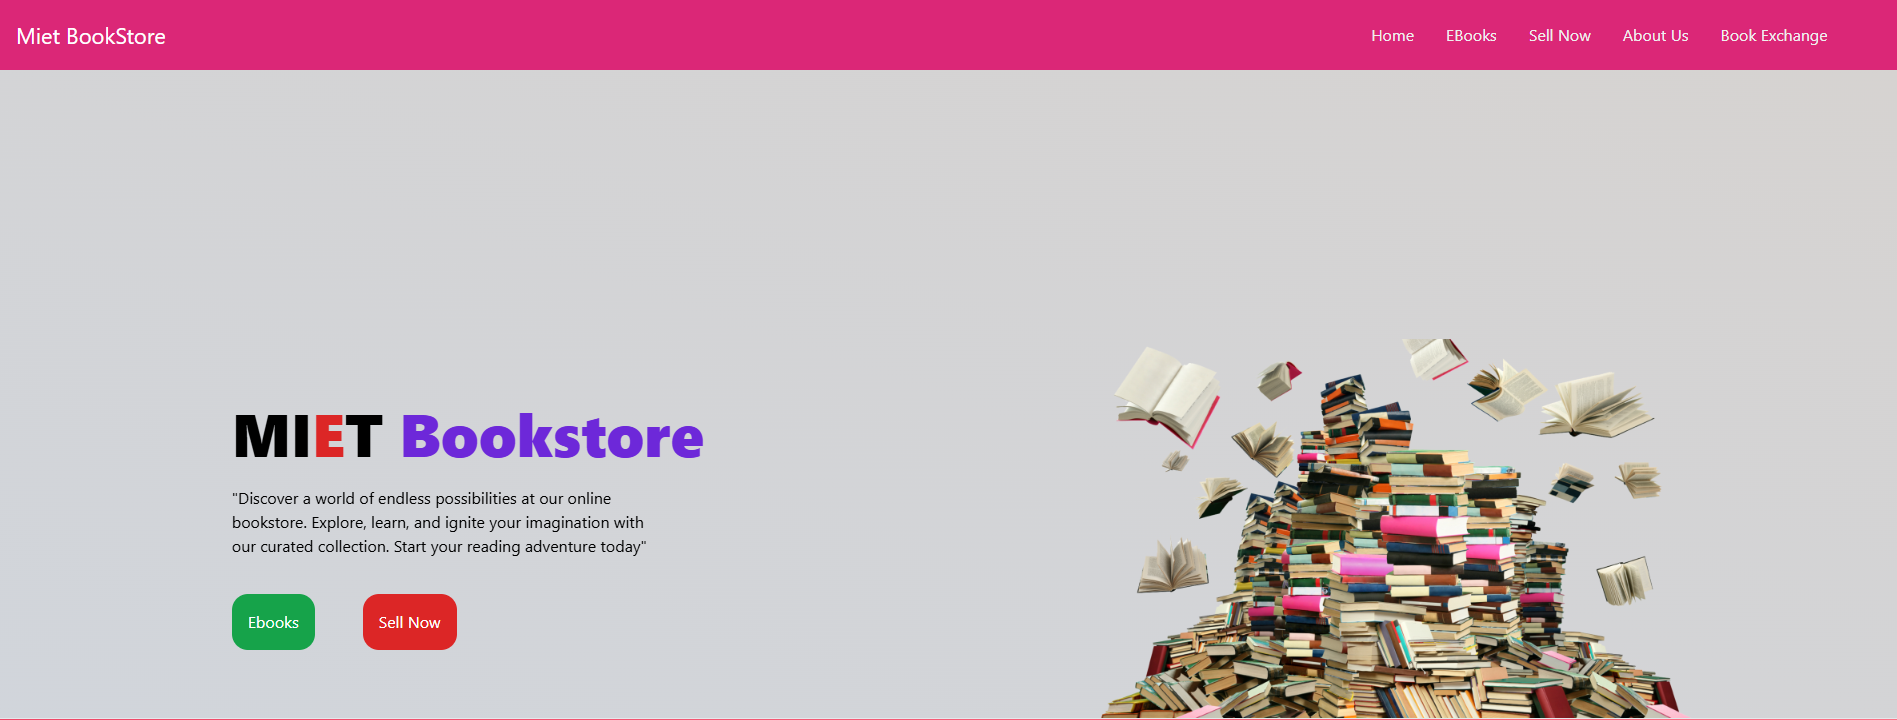 Miet BookStore
Home EBooks Sell Now About Us Book Exchange
MIET Bookstore
"Discover a world of endless possibilities at our online
bookstore. Explore, learn, and ignite your imagination with
our curated collection. Start your reading adventure today"
Ebooks Sell Now